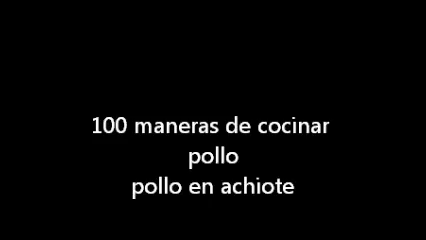 100 maneras de cocinar
pollo
pollo en achiote